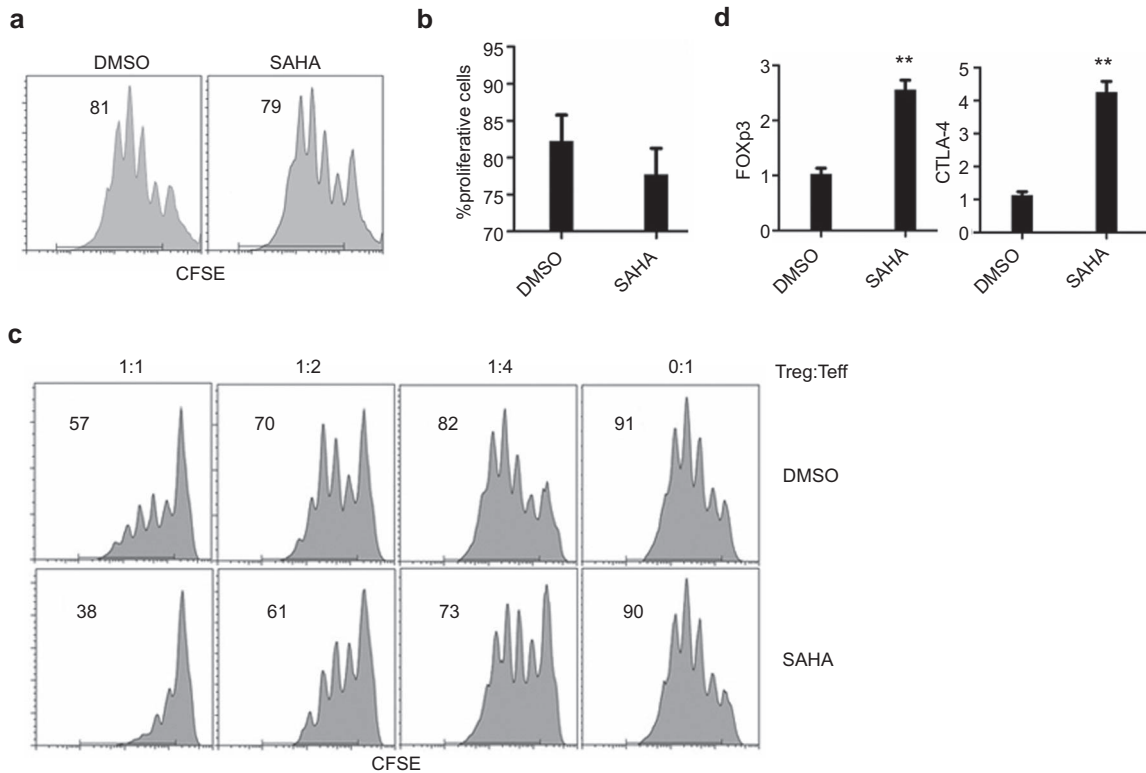 a
DMSO SAHA
81 79
CFSE
b
%proliferative cells
95
90
85
80
75
70
DMSO SAHA
d
FOXp3
3
2
1
0
**
DMSO SAHA
CTLA-4
5
4
3
2
1
0
**
DMSO SAHA
c
1:1 1:2 1:4 0:1 Treg:Teff
57 70 82 91
DMSO
38 61 73 90
SAHA
CFSE